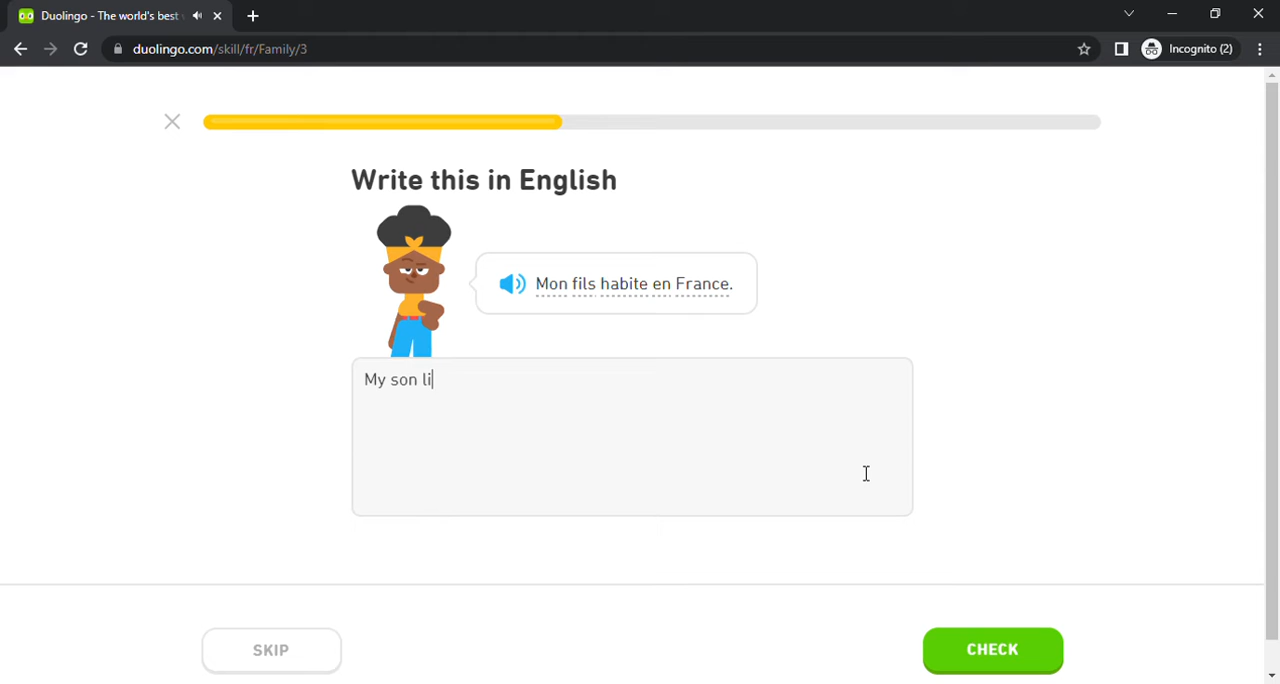 Duolingo - The world's best
duolingo.com/skill/fr/Family/3
Incognito (2)
Write this in English
Mon fils habite en France.
My son li
SKIP
CHECK